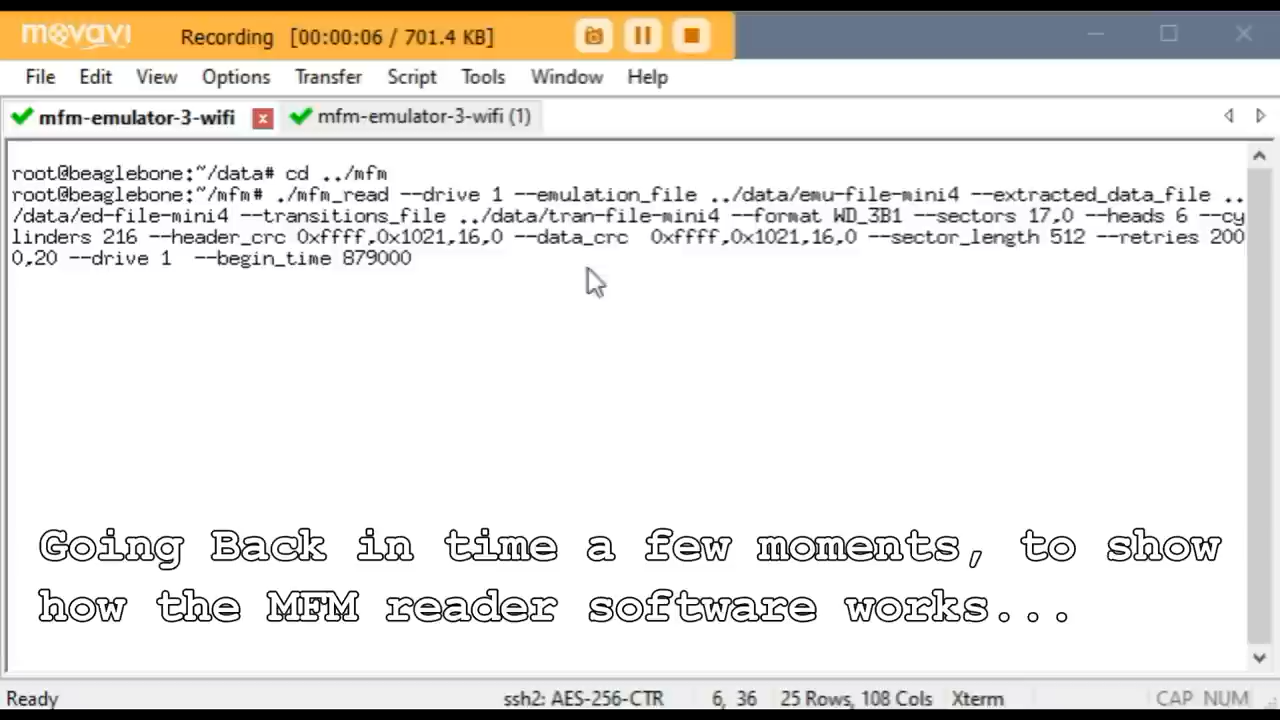 movavi Recording [00:00:06 / 701.4 KB]
File Edit View Options Transfer Script Tools Window Help
mfm-emulator-3-wifi x mfm-emulator-3-wifi (1)
root@beaglebone:~/data# cd ../mfm
root@beaglebone:~/mfm# ./mfm_read --drive 1 --emulation_file ../data/emu-file-mini4 --extracted_data_file ..
/data/ed-file-mini4 --transitions_file ../data/tran-file-mini4 --format WD_3B1 --sectors 17,0 --heads 6 --cy
linders 216 --header_crc 0xffff,0x1021,16,0 --data_crc  0xffff,0x1021,16,0 --sector_length 512 --retries 200
0,20 --drive 1  --begin_time 879000
Going Back in time a few moments, to show
how the MFM reader software works...
Ready ssh2: AES-256-CTR 6, 36 25 Rows, 108 Cols Xterm CAP NUM